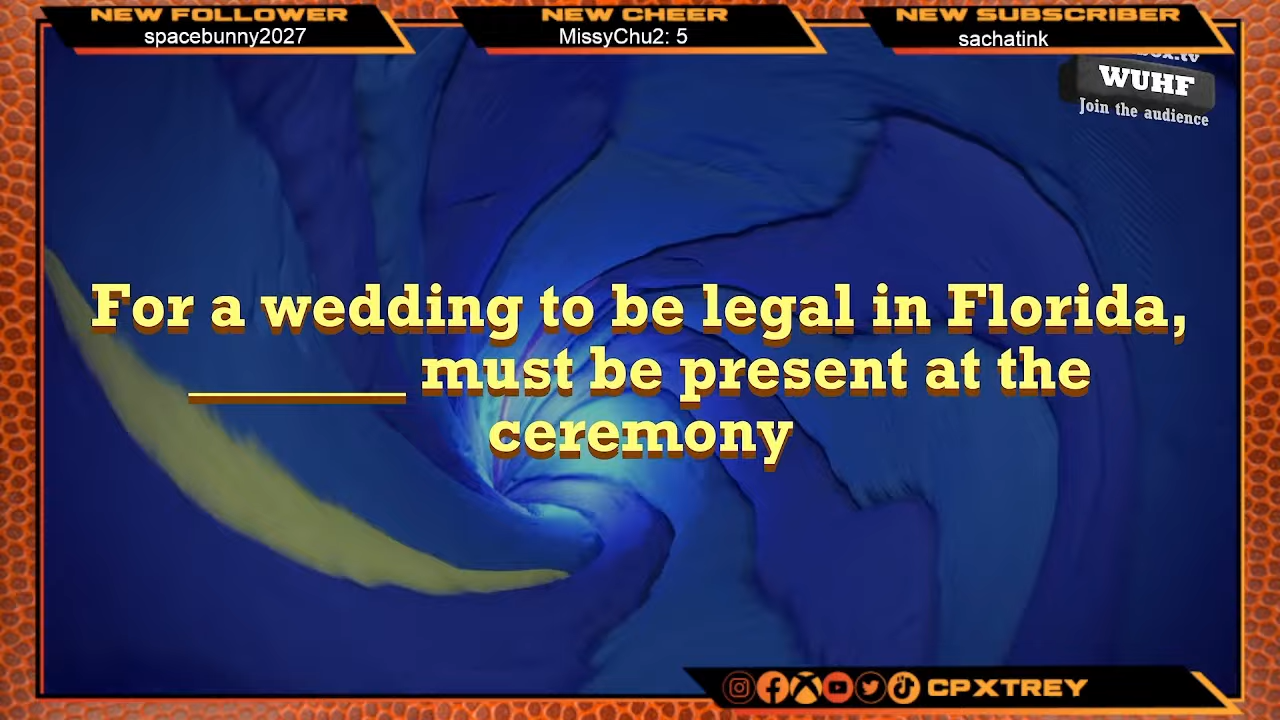 NEW FOLLOWER
spacebunny2027
NEW CHEER
MissyChu2: 5
NEW SUBSCRIBER
sachatink
WUHF
Join the audience
For a wedding to be legal in Florida,
________ must be present at the
ceremony
CPXTREY